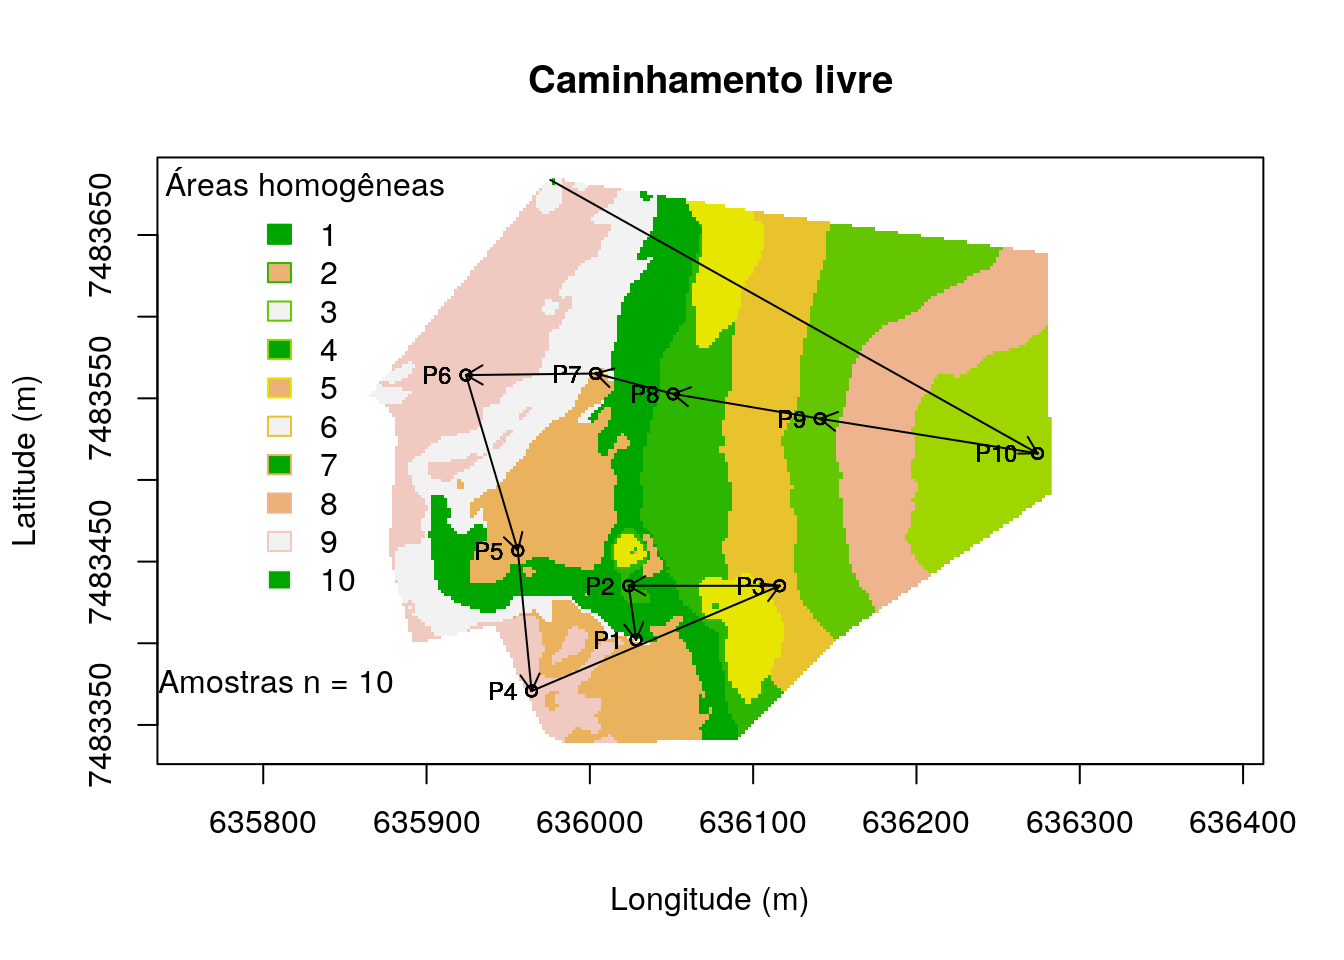 Caminhamento livre
Áreas homogêneas
1
2
3
4
5
6
7
8
9
10
Amostras n = 10
P6
P7
P8
P9
P10
P5
P2
P3
P1
P4
Latitude (m)
7483650
7483550
7483450
7483350
635800 635900 636000 636100 636200 636300 636400
Longitude (m)